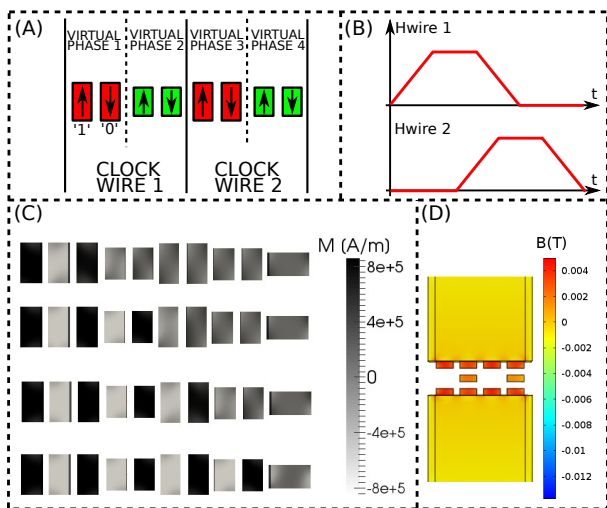 (A)
VIRTUAL PHASE 1
VIRTUAL PHASE 2
VIRTUAL PHASE 3
VIRTUAL PHASE 4
'1' '0'
CLOCK WIRE 1
CLOCK WIRE 2
(B)
Hwire 1
t
Hwire 2
t
(C)
M (A/m)
8e+5
4e+5
0
-4e+5
-8e+5
(D)
B(T)
0.004
0.002
0
-0.002
-0.004
-0.006
-0.008
-0.01
-0.012